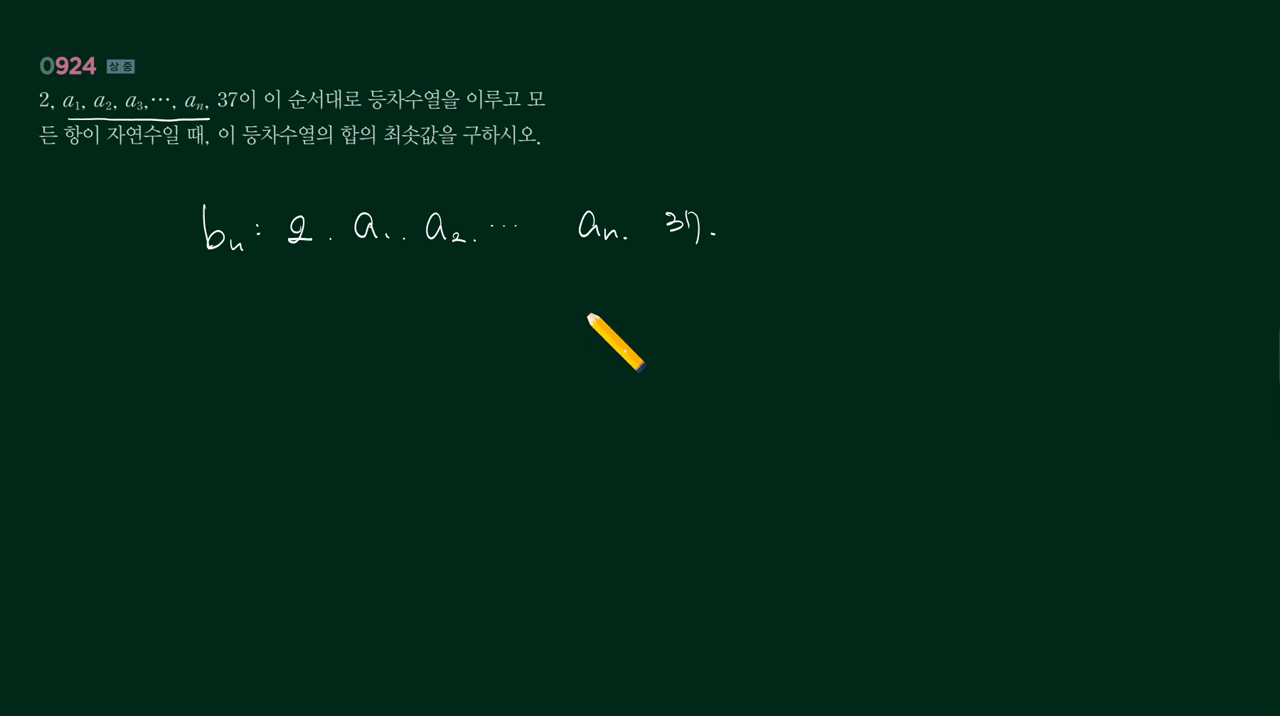 0924 상중
2, a₁, a₂, a₃, ⋯, aₙ, 37이 이 순서대로 등차수열을 이루고 모
든 항이 자연수일 때, 이 등차수열의 합의 최솟값을 구하시오.
bₙ : 2. a₁. a₂. ⋯ aₙ. 37.